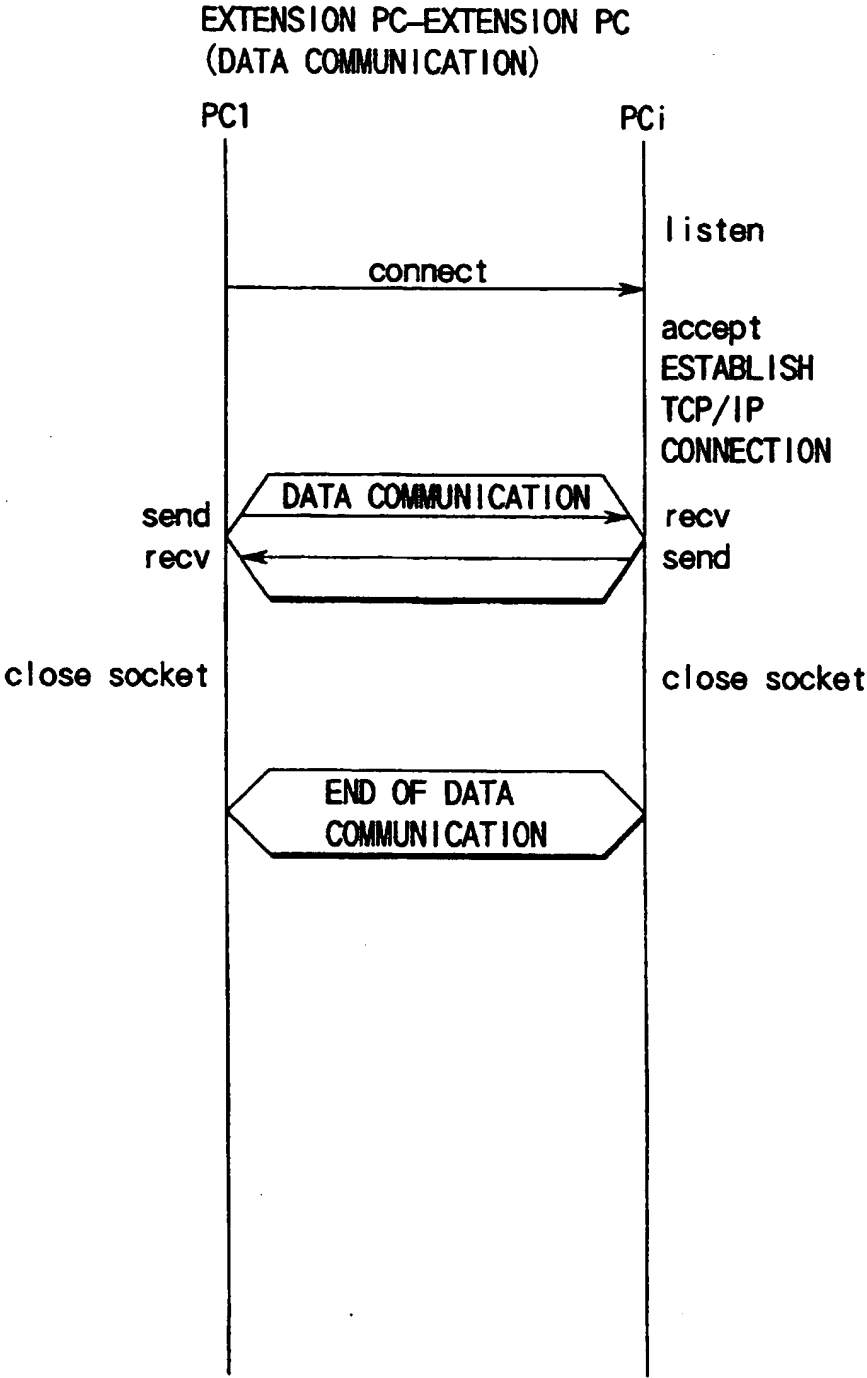 EXTENSION PC-EXTENSION PC
(DATA COMMUNICATION)
PC1
PCi
listen
connect
accept
ESTABLISH
TCP/IP
CONNECTION
DATA COMMUNICATION
send
recv
recv
send
close socket
close socket
END OF DATA
COMMUNICATION